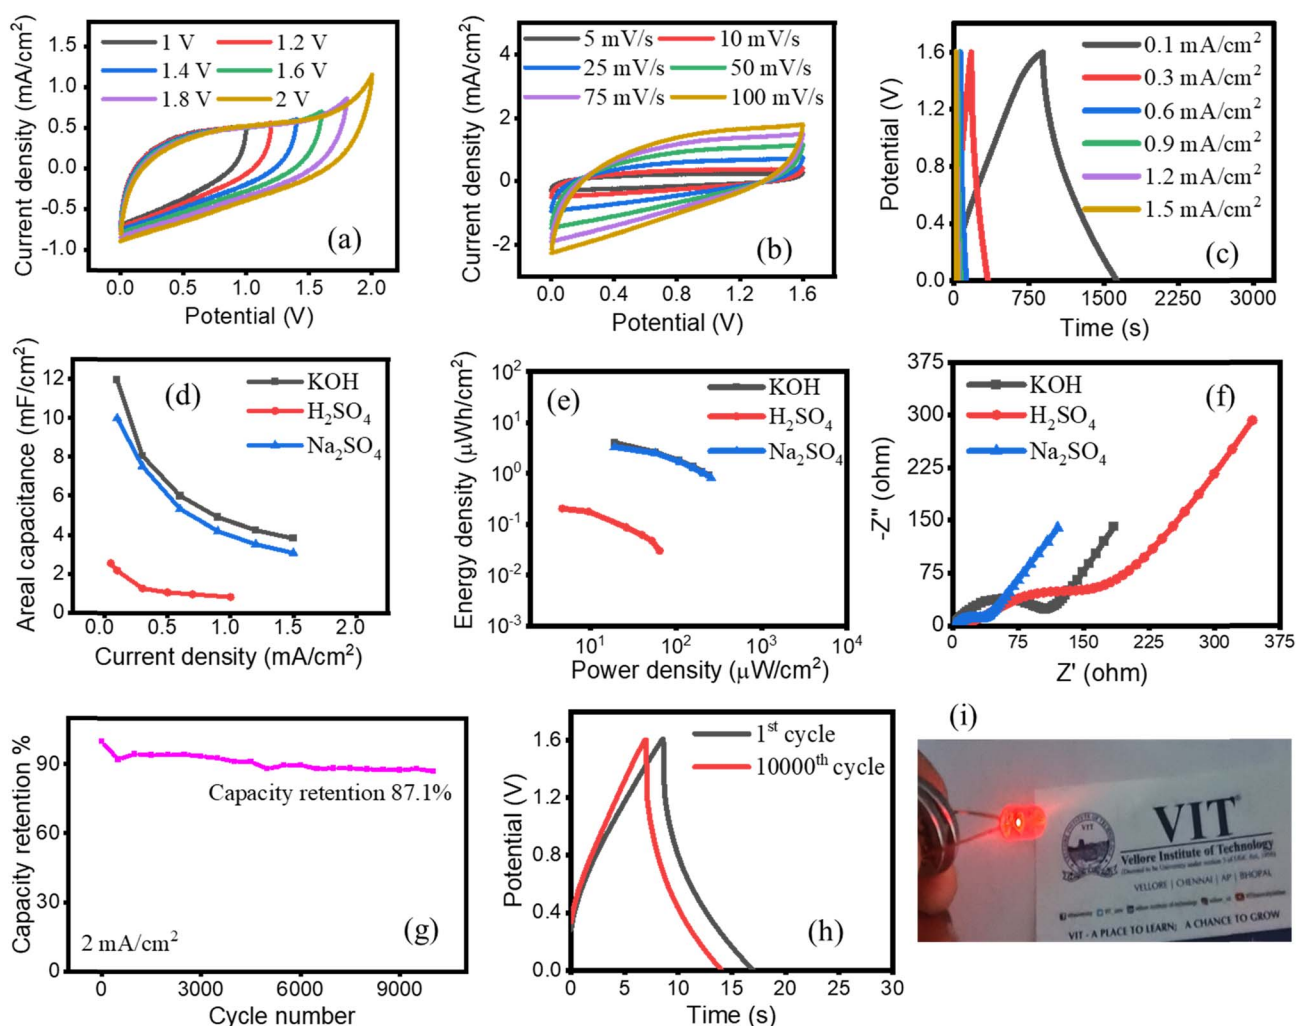 Current density (mA/cm²)
1.5
1.0
0.5
0.0
-0.5
-1.0
1 V
1.2 V
1.4 V
1.6 V
1.8 V
2 V
(a)
0.0
0.5
1.0
1.5
2.0
Potential (V)
Current density (mA/cm²)
4
2
0
-2
5 mV/s
10 mV/s
25 mV/s
50 mV/s
75 mV/s
100 mV/s
(b)
0.0
0.4
0.8
1.2
1.6
Potential (V)
Potential (V)
1.6
1.2
0.8
0.4
0.0
0.1 mA/cm²
0.3 mA/cm²
0.6 mA/cm²
0.9 mA/cm²
1.2 mA/cm²
1.5 mA/cm²
(c)
0
750
1500
2250
3000
Time (s)
Areal capacitance (mF/cm²)
12
10
8
6
4
2
0
(d)
KOH
H₂SO₄
Na₂SO₄
0.0
0.5
1.0
1.5
2.0
Current density (mA/cm²)
Energy density (μWh/cm²)
10²
10¹
10⁰
10⁻¹
10⁻²
10⁻³
(e)
KOH
H₂SO₄
Na₂SO₄
10¹
10²
10³
10⁴
Power density (μW/cm²)
-Z" (ohm)
375
300
225
150
75
0
KOH
H₂SO₄
Na₂SO₄
(f)
0
75
150
225
300
375
Z' (ohm)
Capacity retention %
90
60
30
0
Capacity retention 87.1%
2 mA/cm²
(g)
0
3000
6000
9000
Cycle number
Potential (V)
1.6
1.2
0.8
0.4
0.0
1ˢᵗ cycle
10000ᵗʰ cycle
(h)
0
5
10
15
20
25
30
Time (s)
(i)
VIT
VIT®
Vellore Institute of Technology
(Deemed to be University under section 3 of UGC Act, 1956)
VELLORE | CHENNAI | AP | BHOPAL
VIT - A PLACE TO LEARN; A CHANCE TO GROW